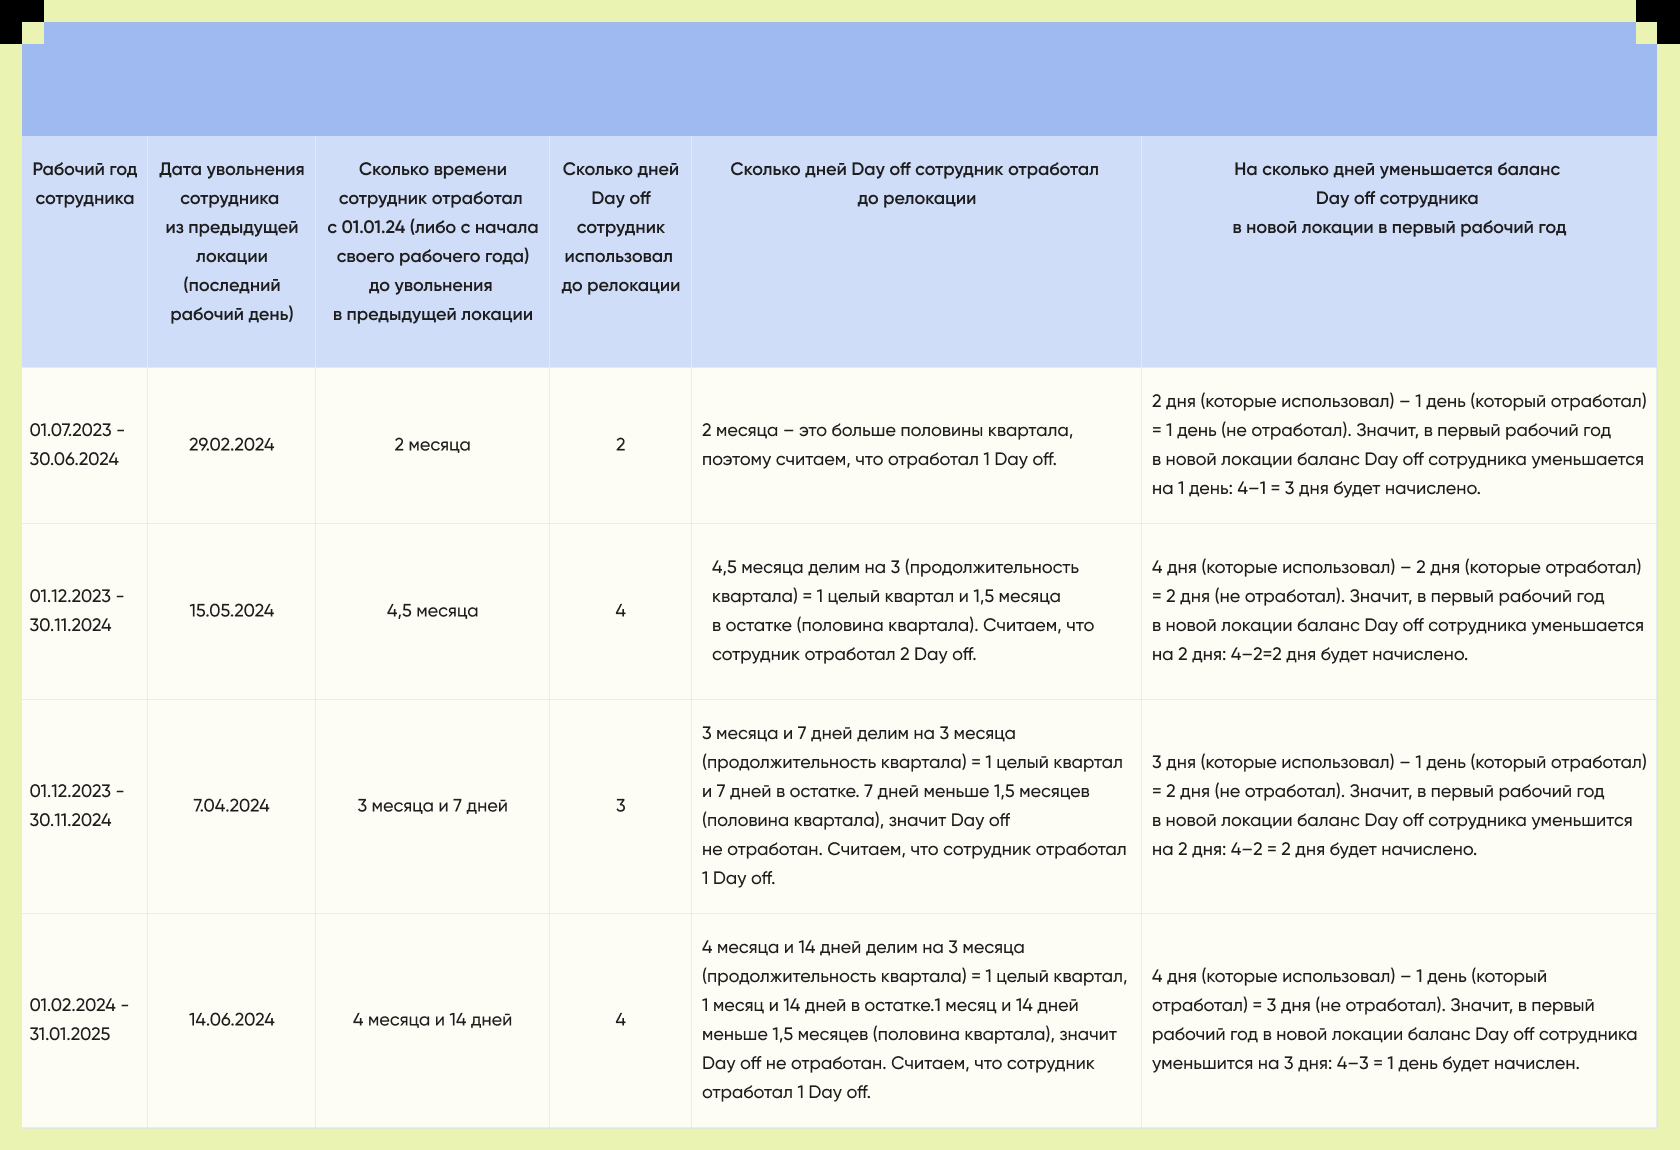 Рабочий год
сотрудника
Дата увольнения
сотрудника
из предыдущей
локации
(последний
рабочий день)
Сколько времени
сотрудник отработал
с 01.01.24 (либо с начала
своего рабочего года)
до увольнения
в предыдущей локации
Сколько дней
Day off
сотрудник
использовал
до релокации
Сколько дней Day off сотрудник отработал
до релокации
На сколько дней уменьшается баланс
Day off сотрудника
в новой локации в первый рабочий год
01.07.2023 -
30.06.2024
29.02.2024
2 месяца
2
2 месяца – это больше половины квартала,
поэтому считаем, что отработал 1 Day off.
2 дня (которые использовал) – 1 день (который отработал)
= 1 день (не отработал). Значит, в первый рабочий год
в новой локации баланс Day off сотрудника уменьшается
на 1 день: 4–1 = 3 дня будет начислено.
01.12.2023 -
30.11.2024
15.05.2024
4,5 месяца
4
4,5 месяца делим на 3 (продолжительность
квартала) = 1 целый квартал и 1,5 месяца
в остатке (половина квартала). Считаем, что
сотрудник отработал 2 Day off.
4 дня (которые использовал) – 2 дня (которые отработал)
= 2 дня (не отработал). Значит, в первый рабочий год
в новой локации баланс Day off сотрудника уменьшается
на 2 дня: 4–2=2 дня будет начислено.
01.12.2023 -
30.11.2024
7.04.2024
3 месяца и 7 дней
3
3 месяца и 7 дней делим на 3 месяца
(продолжительность квартала) = 1 целый квартал
и 7 дней в остатке. 7 дней меньше 1,5 месяцев
(половина квартала), значит Day off
не отработан. Считаем, что сотрудник отработал
1 Day off.
3 дня (которые использовал) – 1 день (который отработал)
= 2 дня (не отработал). Значит, в первый рабочий год
в новой локации баланс Day off сотрудника уменьшится
на 2 дня: 4–2 = 2 дня будет начислено.
01.02.2024 -
31.01.2025
14.06.2024
4 месяца и 14 дней
4
4 месяца и 14 дней делим на 3 месяца
(продолжительность квартала) = 1 целый квартал,
1 месяц и 14 дней в остатке.1 месяц и 14 дней
меньше 1,5 месяцев (половина квартала), значит
Day off не отработан. Считаем, что сотрудник
отработал 1 Day off.
4 дня (которые использовал) – 1 день (который
отработал) = 3 дня (не отработал). Значит, в первый
рабочий год в новой локации баланс Day off сотрудника
уменьшится на 3 дня: 4–3 = 1 день будет начислен.